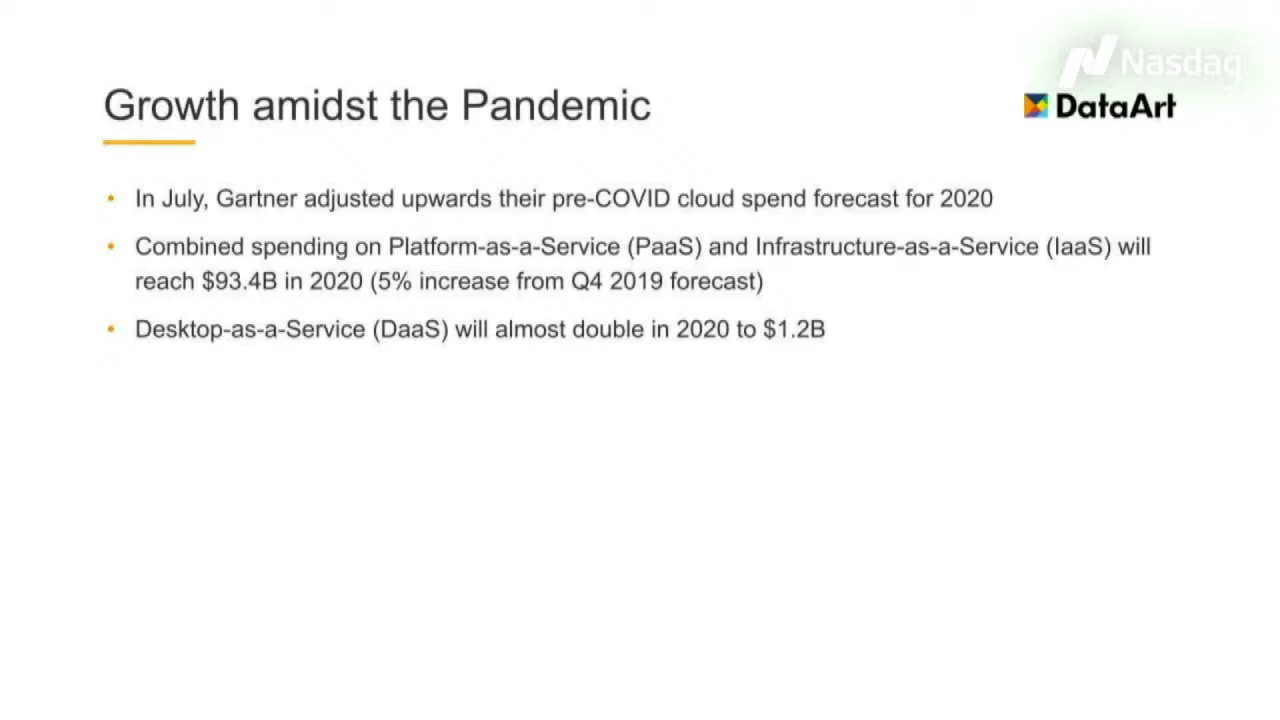 Nasdaq
Growth amidst the Pandemic
DataArt
• In July, Gartner adjusted upwards their pre-COVID cloud spend forecast for 2020
• Combined spending on Platform-as-a-Service (PaaS) and Infrastructure-as-a-Service (IaaS) will
reach $93.4B in 2020 (5% increase from Q4 2019 forecast)
• Desktop-as-a-Service (DaaS) will almost double in 2020 to $1.2B